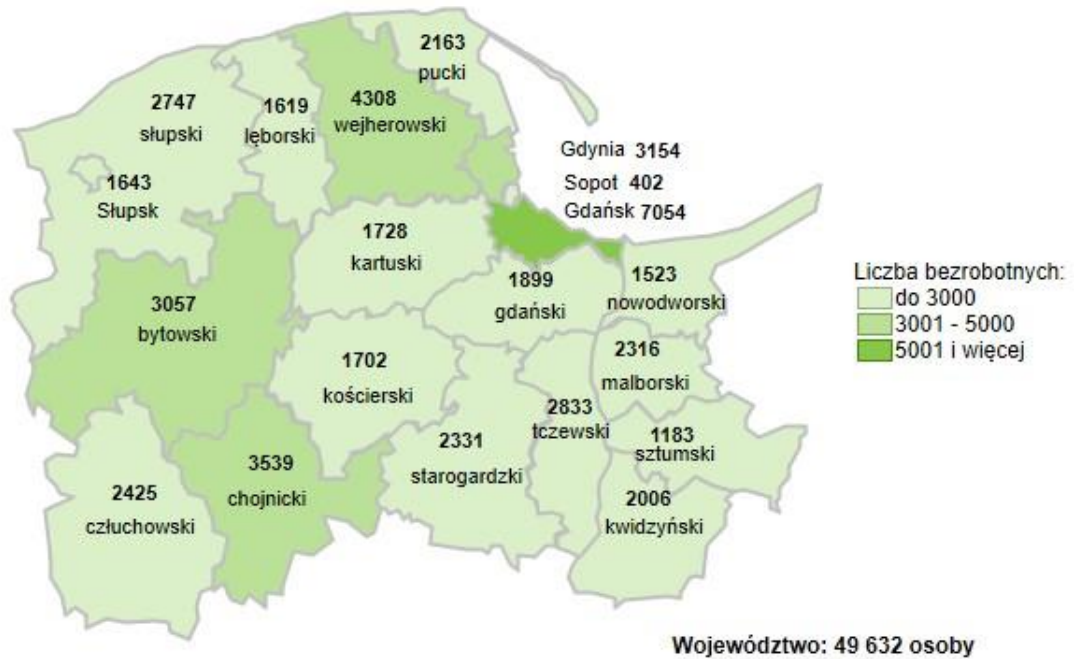 2163
pucki
2747
słupski
1619
lęborski
4308
wejherowski
Gdynia 3154
Sopot 402
Gdańsk 7054
1643
Słupsk
1728
kartuski
1899
gdański
1523
nowodworski
Liczba bezrobotnych:
do 3000
3001 - 5000
5001 i więcej
3057
bytowski
1702
kościerski
2316
malborski
2833
tczewski
2331
starogardzki
1183
sztumski
3539
chojnicki
2425
człuchowski
2006
kwidzyński
Województwo: 49 632 osoby